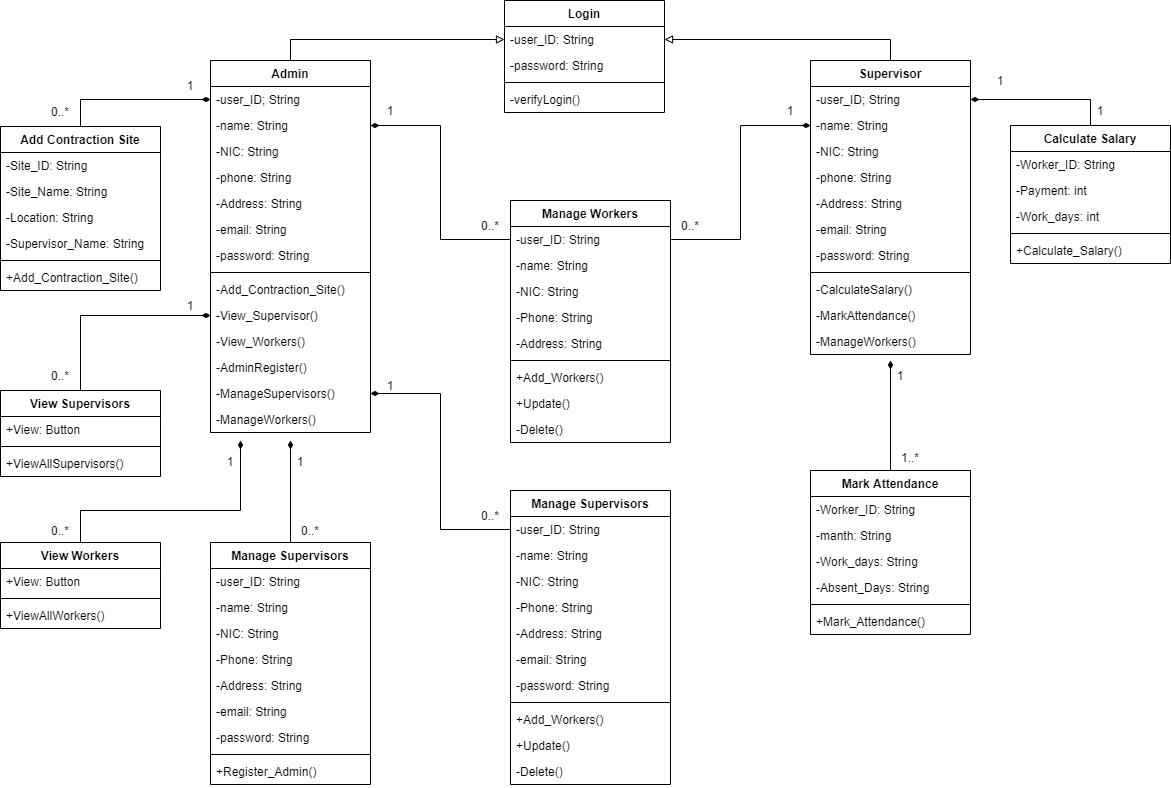 Login
-user_ID: String
-password: String
-verifyLogin()
Admin
-user_ID; String
-name: String
-NIC: String
-phone: String
-Address: String
-email: String
-password: String
-Add_Contraction_Site()
-View_Supervisor()
-View_Workers()
-AdminRegister()
-ManageSupervisors()
-ManageWorkers()
Supervisor
-user_ID; String
-name: String
-NIC: String
-phone: String
-Address: String
-email: String
-password: String
-CalculateSalary()
-MarkAttendance()
-ManageWorkers()
1
0..*
Add Contraction Site
-Site_ID: String
-Site_Name: String
-Location: String
-Supervisor_Name: String
+Add_Contraction_Site()
1
0..*
Manage Workers
-user_ID: String
-name: String
-NIC: String
-Phone: String
-Address: String
+Add_Workers()
+Update()
-Delete()
1
0..*
1
1
Calculate Salary
-Worker_ID: String
-Payment: int
-Work_days: int
+Calculate_Salary()
1
0..*
View Supervisors
+View: Button
+ViewAllSupervisors()
1
0..*
View Workers
+View: Button
+ViewAllWorkers()
1
0..*
Manage Supervisors
-user_ID: String
-name: String
-NIC: String
-Phone: String
-Address: String
-email: String
-password: String
+Register_Admin()
1
0..*
Manage Supervisors
-user_ID: String
-name: String
-NIC: String
-Phone: String
-Address: String
-email: String
-password: String
+Add_Workers()
+Update()
-Delete()
1
1..*
Mark Attendance
-Worker_ID: String
-manth: String
-Work_days: String
-Absent_Days: String
+Mark_Attendance()